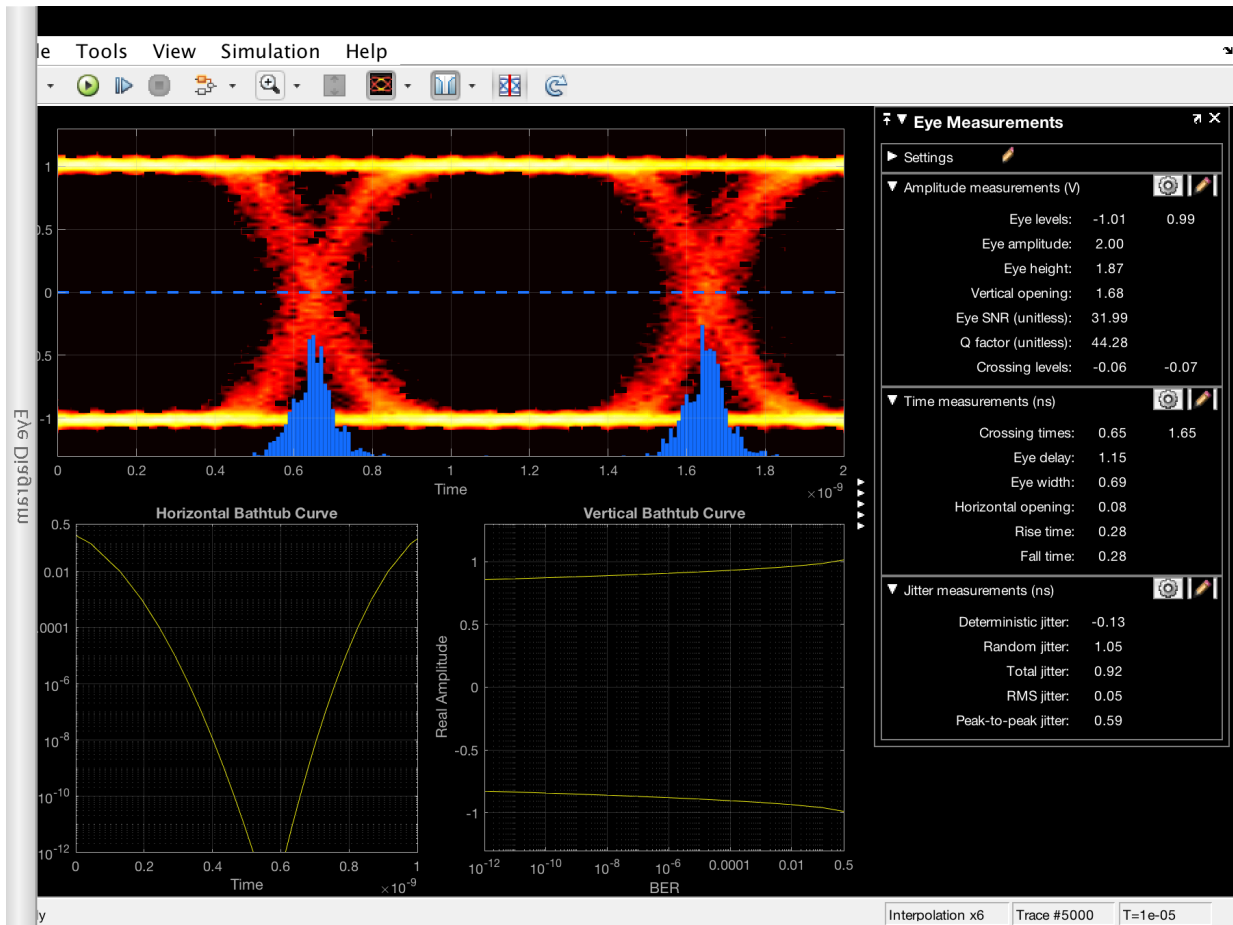 le Tools View Simulation Help
Eye Diagram
Eye Measurements
Settings
Amplitude measurements (V)
Eye levels: -1.01 0.99
Eye amplitude: 2.00
Eye height: 1.87
Vertical opening: 1.68
Eye SNR (unitless): 31.99
Q factor (unitless): 44.28
Crossing levels: -0.06 -0.07
Time measurements (ns)
Crossing times: 0.65 1.65
Eye delay: 1.15
Eye width: 0.69
Horizontal opening: 0.08
Rise time: 0.28
Fall time: 0.28
Jitter measurements (ns)
Deterministic jitter: -0.13
Random jitter: 1.05
Total jitter: 0.92
RMS jitter: 0.05
Peak-to-peak jitter: 0.59
1
0.5
0
0.5
-1
0 0.2 0.6 0.8 1 1.2 1.4 1.6 1.8 2
Time
×10⁻⁹
Horizontal Bathtub Curve
0.5
0.01
.0001
10⁻⁶
10⁻⁸
10⁻¹⁰
10⁻¹²
0 0.2 0.4 0.6 0.8 1
Time
×10⁻⁹
Vertical Bathtub Curve
Real Amplitude
1
0.5
0
-0.5
-1
10⁻¹² 10⁻¹⁰ 10⁻⁸ 10⁻⁶ 0.0001 0.01 0.5
BER
y
Interpolation x6 Trace #5000 T=1e-05